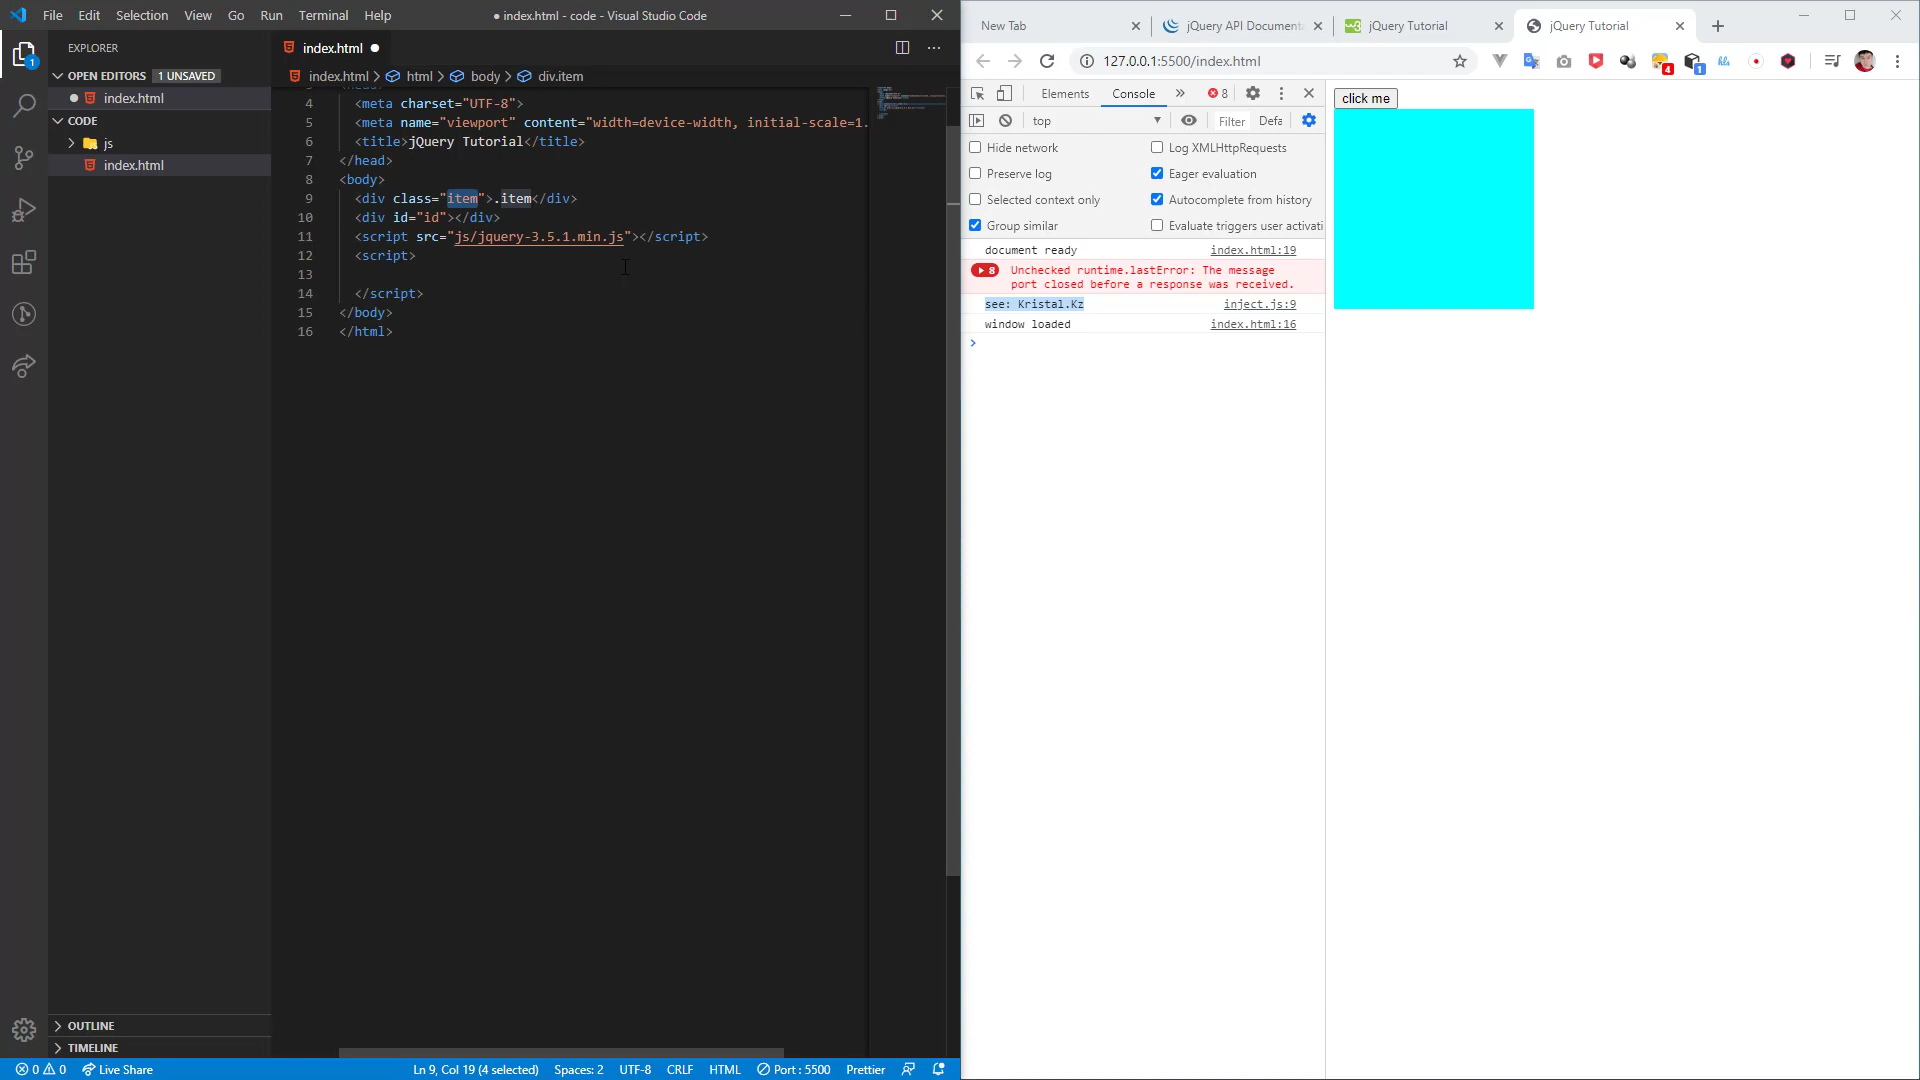 File Edit Selection View Go Run Terminal Help
● index.html - code - Visual Studio Code
EXPLORER
OPEN EDITORS 1 UNSAVED
index.html
CODE
js
index.html
OUTLINE
TIMELINE
index.html
index.html > html > body > div.item
4 <meta charset="UTF-8">
5 <meta name="viewport" content="width=device-width, initial-scale=1.
6 <title>jQuery Tutorial</title>
7 </head>
8 <body>
9 <div class="item">.item</div>
10 <div id="id"></div>
11 <script src="js/jquery-3.5.1.min.js"></script>
12 <script>
13
14 </script>
15 </body>
16 </html>
0 0 Live Share
Ln 9, Col 19 (4 selected) Spaces: 2 UTF-8 CRLF HTML Port : 5500 Prettier
New Tab
jQuery API Documenta
jQuery Tutorial
jQuery Tutorial
127.0.0.1:5500/index.html
4
1
Elements Console 8
top Filter Defa
Hide network Log XMLHttpRequests
Preserve log Eager evaluation
Selected context only Autocomplete from history
Group similar Evaluate triggers user activati
document ready index.html:19
8 Unchecked runtime.lastError: The message
port closed before a response was received.
see: Kristal.Kz inject.js:9
window loaded index.html:16
click me